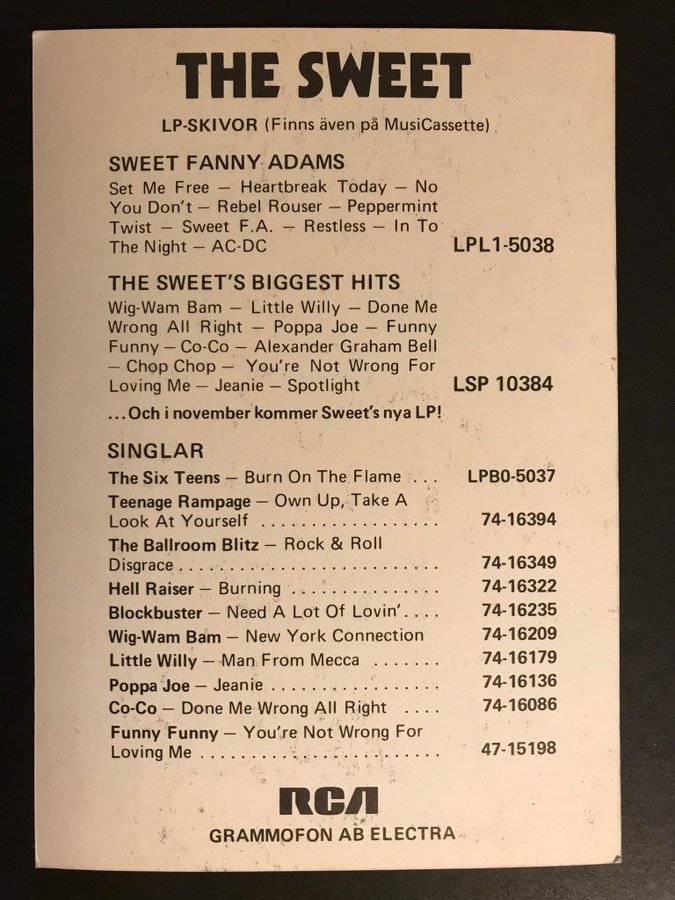 THE SWEET
LP-SKIVOR (Finns även på MusiCassette)
SWEET FANNY ADAMS
Set Me Free — Heartbreak Today — No
You Don't — Rebel Rouser — Peppermint
Twist — Sweet F.A. — Restless — In To
The Night — AC-DC LPL1-5038
THE SWEET'S BIGGEST HITS
Wig-Wam Bam — Little Willy — Done Me
Wrong All Right — Poppa Joe — Funny
Funny — Co-Co — Alexander Graham Bell
— Chop Chop — You're Not Wrong For
Loving Me — Jeanie — Spotlight LSP 10384
...Och i november kommer Sweet's nya LP!
SINGLAR
The Six Teens — Burn On The Flame ... LPB0-5037
Teenage Rampage — Own Up, Take A
Look At Yourself .................. 74-16394
The Ballroom Blitz — Rock & Roll
Disgrace .......................... 74-16349
Hell Raiser — Burning ............... 74-16322
Blockbuster — Need A Lot Of Lovin' .... 74-16235
Wig-Wam Bam — New York Connection 74-16209
Little Willy — Man From Mecca ....... 74-16179
Poppa Joe — Jeanie ................. 74-16136
Co-Co — Done Me Wrong All Right .... 74-16086
Funny Funny — You're Not Wrong For
Loving Me ........................ 47-15198
RCA
GRAMMOFON AB ELECTRA